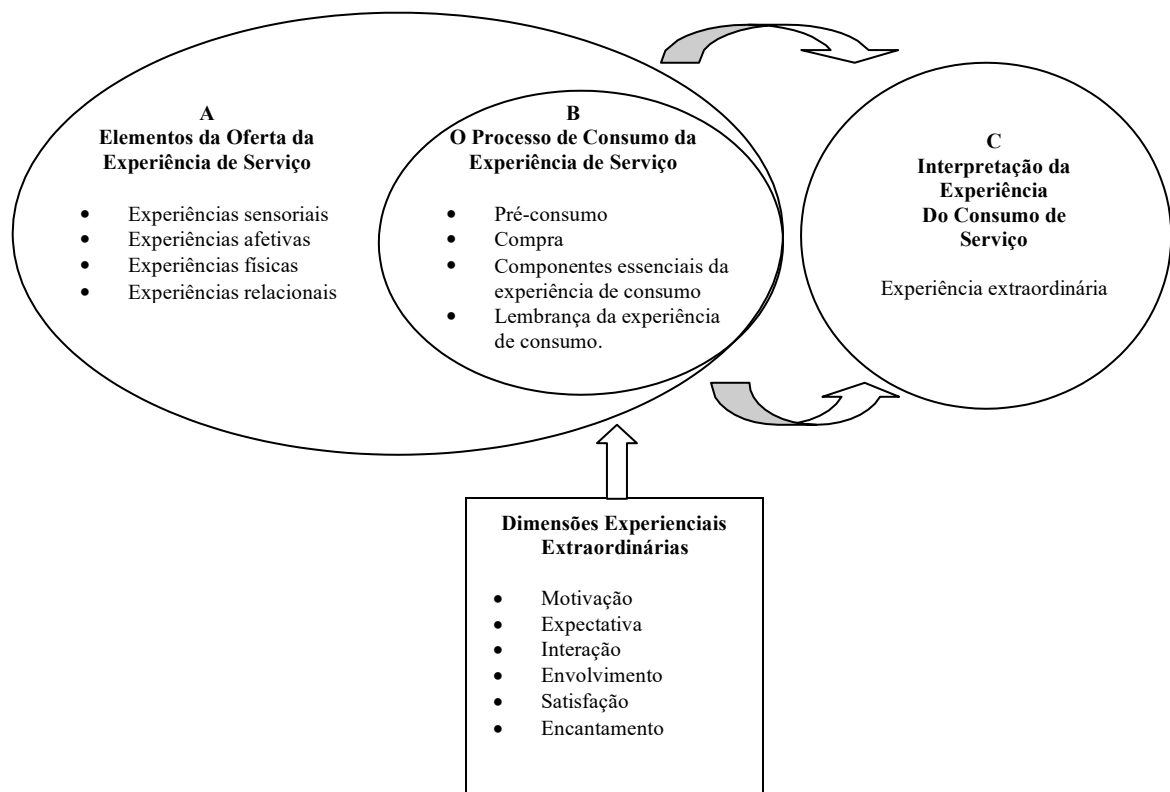 A
Elementos da Oferta da
Experiência de Serviço
• Experiências sensoriais
• Experiências afetivas
• Experiências físicas
• Experiências relacionais
B
O Processo de Consumo da
Experiência de Serviço
• Pré-consumo
• Compra
• Componentes essenciais da
experiência de consumo
• Lembrança da experiência
de consumo.
C
Interpretação da
Experiência
Do Consumo de
Serviço
Experiência extraordinária
Dimensões Experienciais
Extraordinárias
• Motivação
• Expectativa
• Interação
• Envolvimento
• Satisfação
• Encantamento